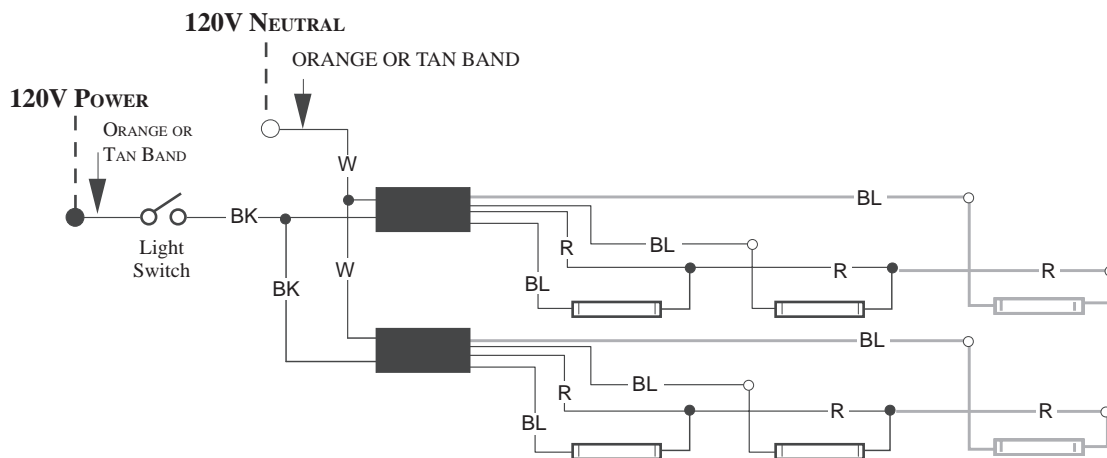 120V NEUTRAL
ORANGE OR TAN BAND
120V POWER
ORANGE OR
TAN BAND
W
BL
BK
Light
Switch
R
BL
R
R
W
BK
BL
BL
R
BL
R
R
BL